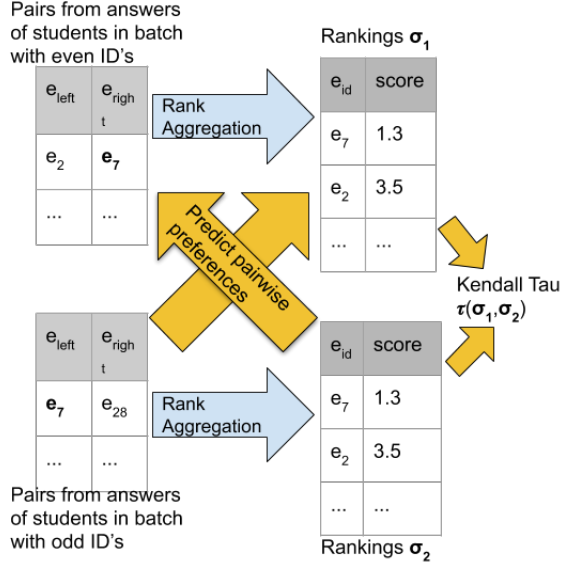 Pairs from answers
of students in batch
with even ID's
e_left e_righ
t
e_2 e_7
... ...
Rank
Aggregation
Rankings σ_1
e_id score
e_7 1.3
e_2 3.5
... ...
Predict pairwise
preferences
Kendall Tau
τ(σ_1,σ_2)
e_left e_righ
t
e_7 e_28
... ...
Pairs from answers
of students in batch
with odd ID's
Rank
Aggregation
e_id score
e_7 1.3
e_2 3.5
... ...
Rankings σ_2